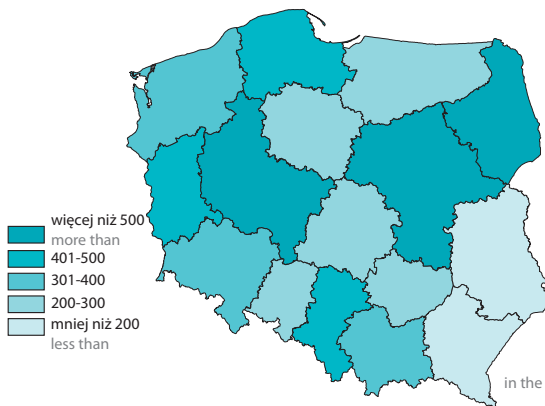 więcej niż 500
more than
401-500
301-400
200-300
mniej niż 200
less than
in the